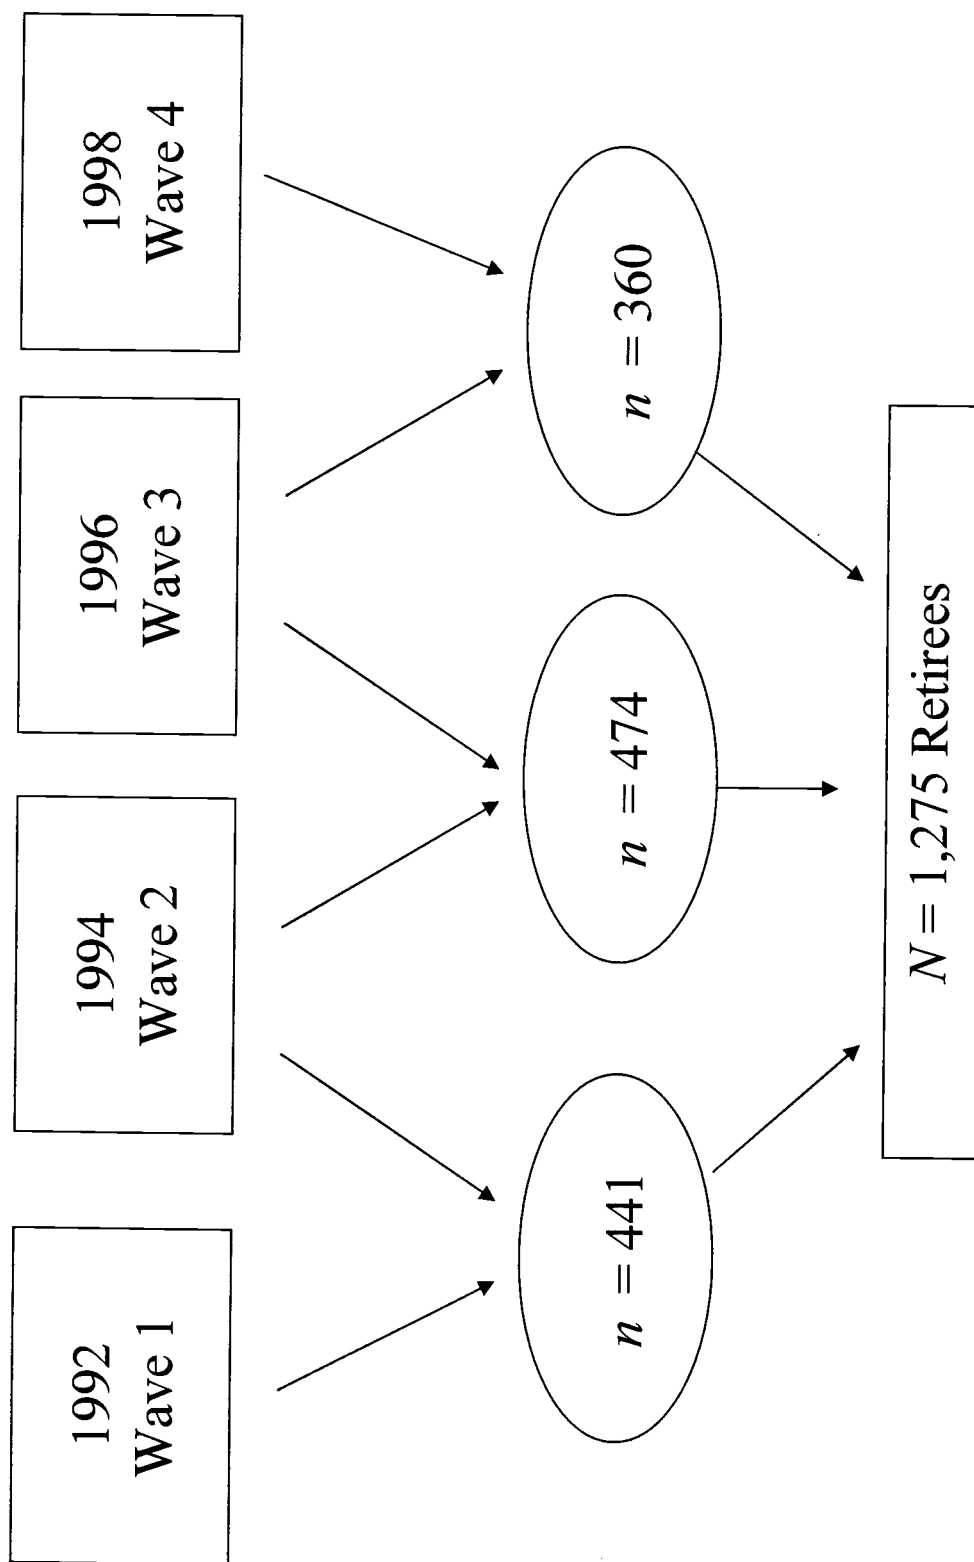 1992
Wave 1
1994
Wave 2
1996
Wave 3
1998
Wave 4
n = 441
n = 474
n = 360
N = 1,275 Retirees